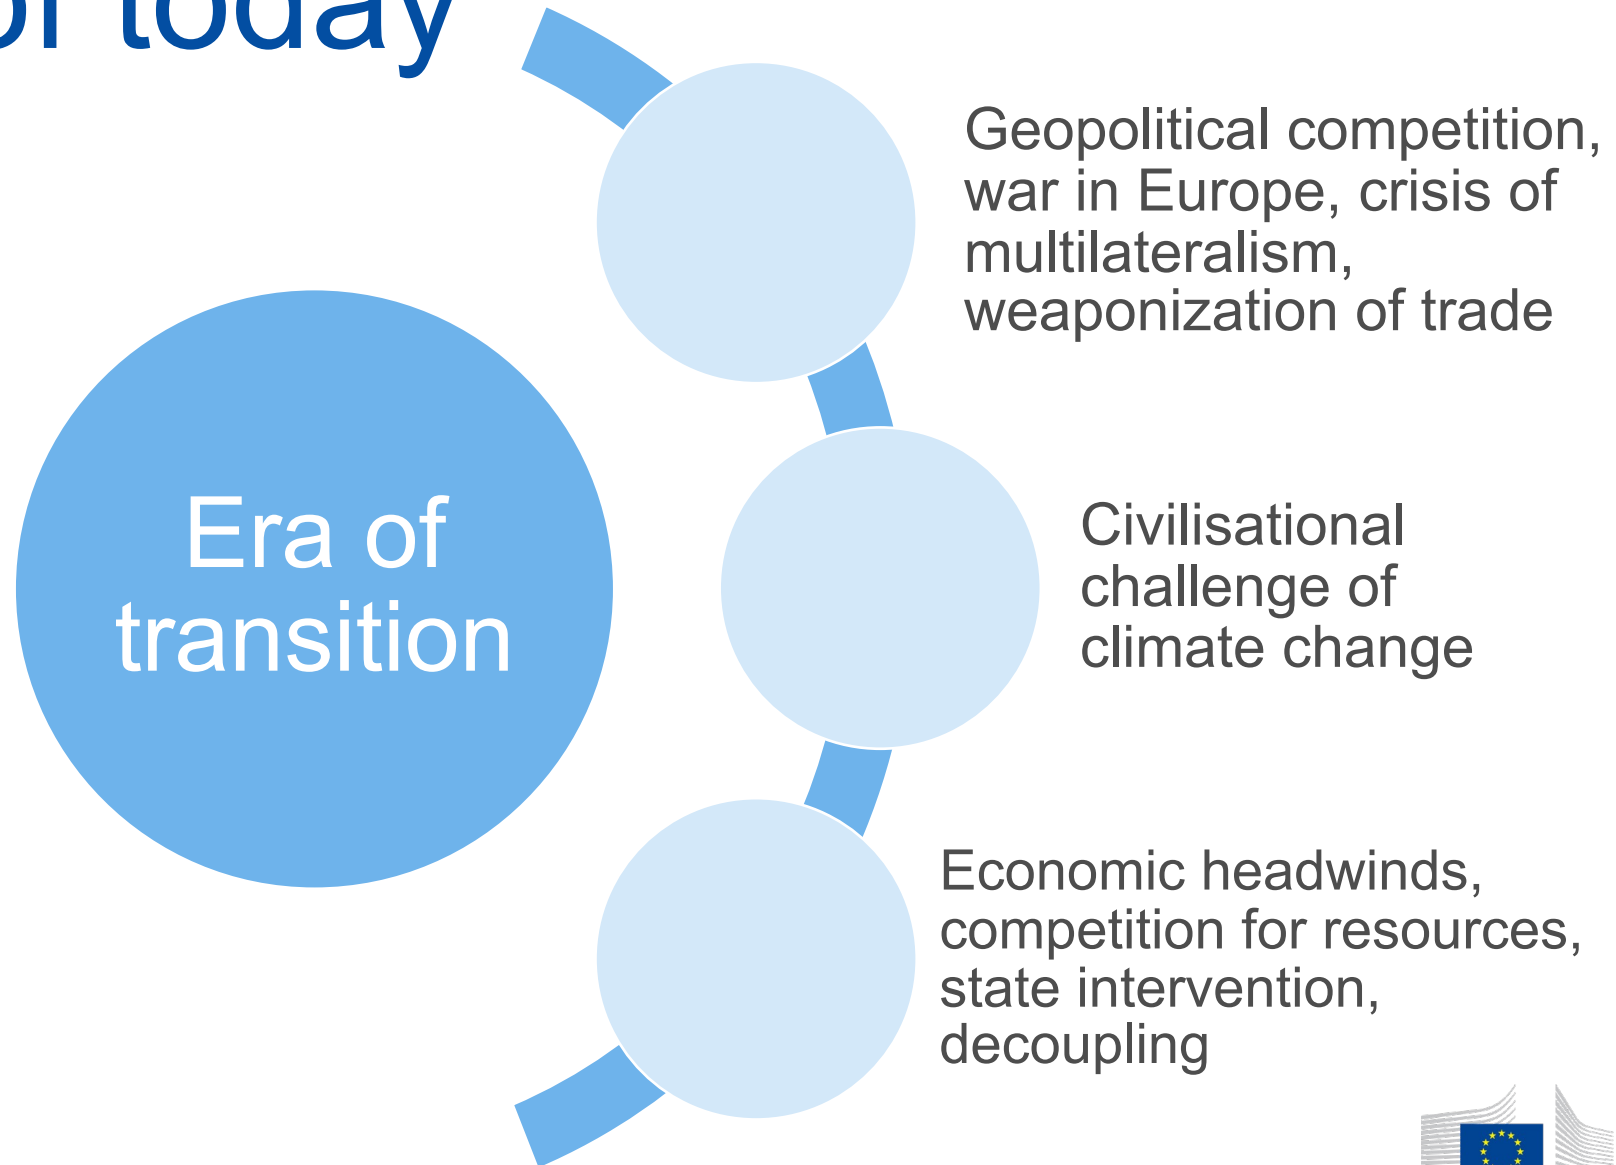 of today
Geopolitical competition,
war in Europe, crisis of
multilateralism,
weaponization of trade
Era of
transition
Civilisational
challenge of
climate change
Economic headwinds,
competition for resources,
state intervention,
decoupling